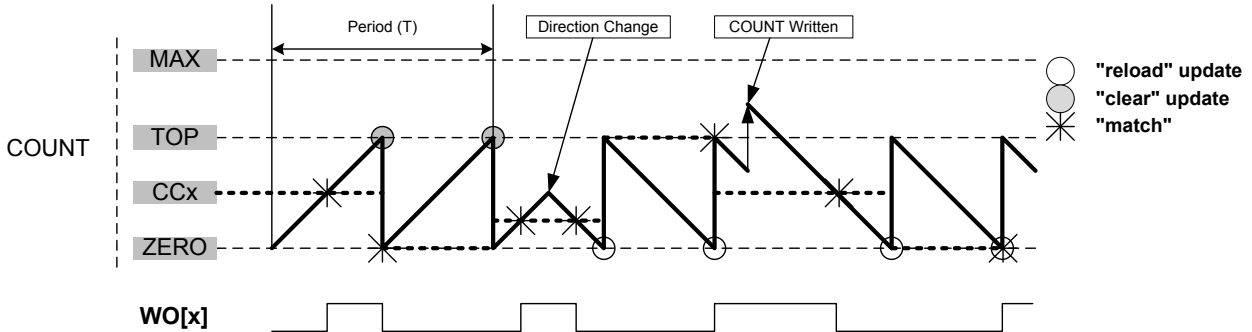 Period (T)
Direction Change
COUNT Written
MAX
"reload" update
"clear" update
"match"
TOP
COUNT
CCx
ZERO
WO[x]